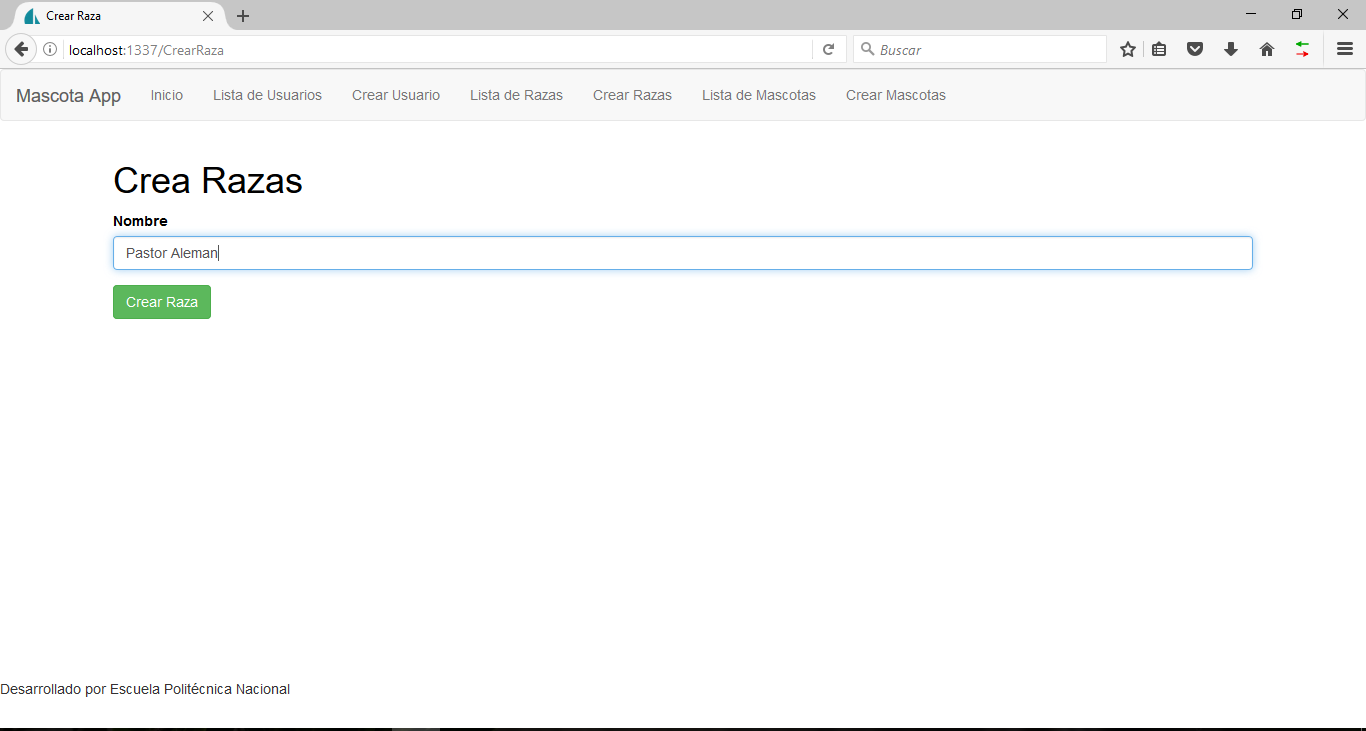 Crear Raza
localhost:1337/CrearRaza
Buscar
Mascota App Inicio Lista de Usuarios Crear Usuario Lista de Razas Crear Razas Lista de Mascotas Crear Mascotas
Crea Razas
Nombre
Pastor Aleman
Crear Raza
Desarrollado por Escuela Politécnica Nacional